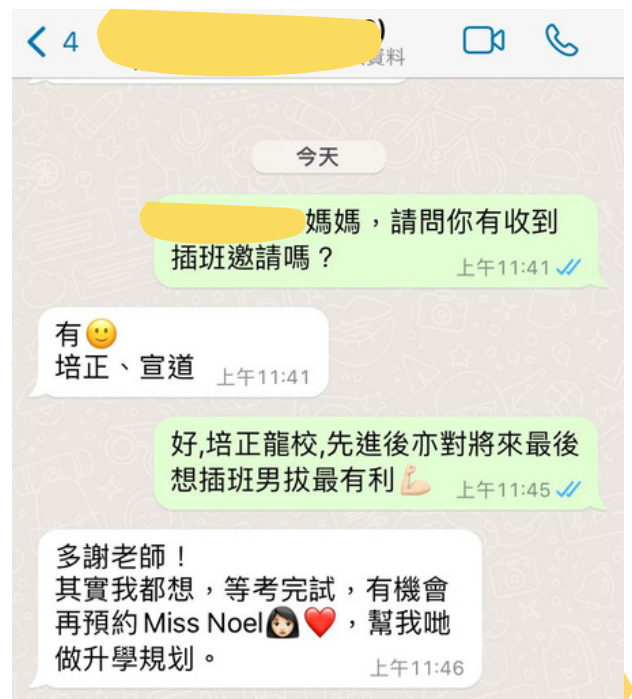 4
資料
今天
媽媽，請問你有收到
插班邀請嗎？
上午11:41
有🙂
培正、宣道
上午11:41
好,培正龍校,先進後亦對將來最後
想插班男拔最有利💪🏻
上午11:45
多謝老師！
其實我都想，等考完試，有機會
再預約 Miss Noel👩🏻❤️，幫我哋
做升學規划。
上午11:46